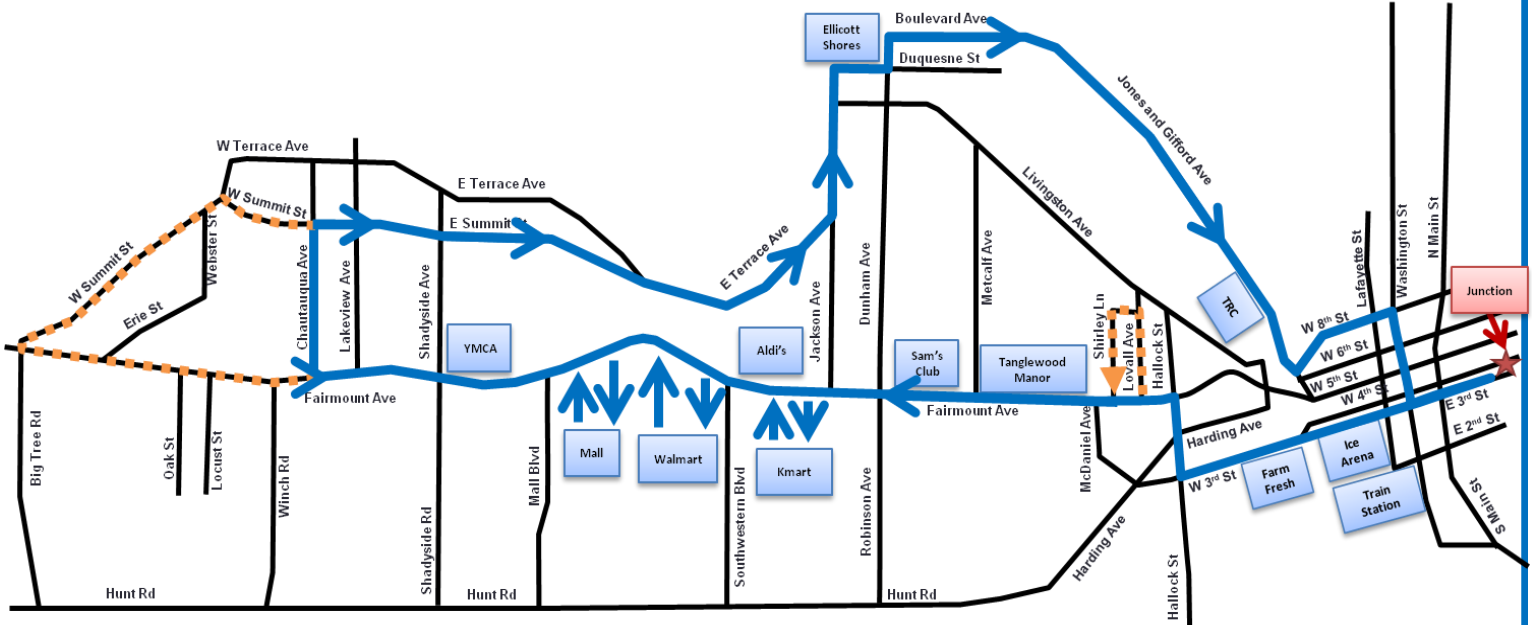 Boulevard Ave
Ellicott
Shores
Duquesne St
Jones and Gifford Ave
W Terrace Ave
E Terrace Ave
W Summit St
E Summit St
W Summit St
Webster St
Erie St
Chautauqua Ave
Lakeview Ave
Shadyside Ave
E Terrace Ave
Jackson Ave
Dunham Ave
Metcalf Ave
Livingston Ave
Shirley Ln
Lovall Ave
Hallock St
TRC
Lafayette St
Washington St
N Main St
Junction
W 8th St
W 6th St
W 5th St
W 4th St
E 3rd St
E 2nd St
YMCA
Aldi's
Sam's
Club
Tanglewood
Manor
Fairmount Ave
Fairmount Ave
Big Tree Rd
Oak St
Locust St
Winch Rd
Shadyside Rd
Mall Blvd
Mall
Walmart
Southwestern Blvd
Kmart
Robinson Ave
McDaniel Ave
Harding Ave
W 3rd St
Farm
Fresh
Ice
Arena
Train
Station
S Main St
Harding Ave
Hallock St
Hunt Rd
Hunt Rd
Hunt Rd